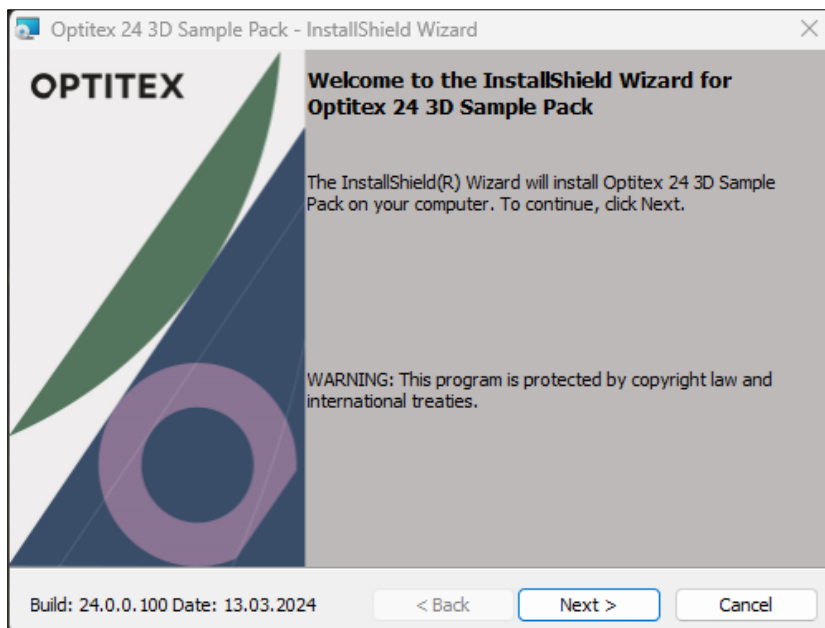 Optitex 24 3D Sample Pack - InstallShield Wizard
OPTITEX
Welcome to the InstallShield Wizard for
Optitex 24 3D Sample Pack
The InstallShield(R) Wizard will install Optitex 24 3D Sample
Pack on your computer. To continue, click Next.
WARNING: This program is protected by copyright law and
international treaties.
Build: 24.0.0.100 Date: 13.03.2024
< Back
Next >
Cancel